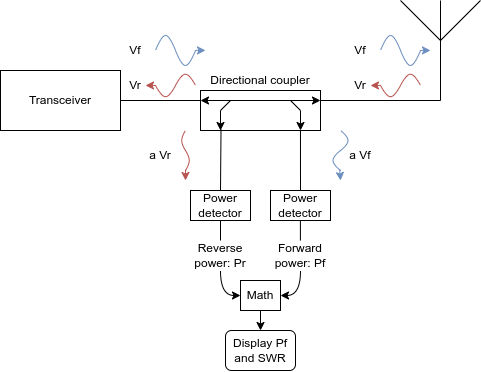 Vf
Vf
Vr
Vr
Directional coupler
Transceiver
a Vr
a Vf
Power
detector
Power
detector
Reverse
power: Pr
Forward
power: Pf
Math
Display Pf
and SWR